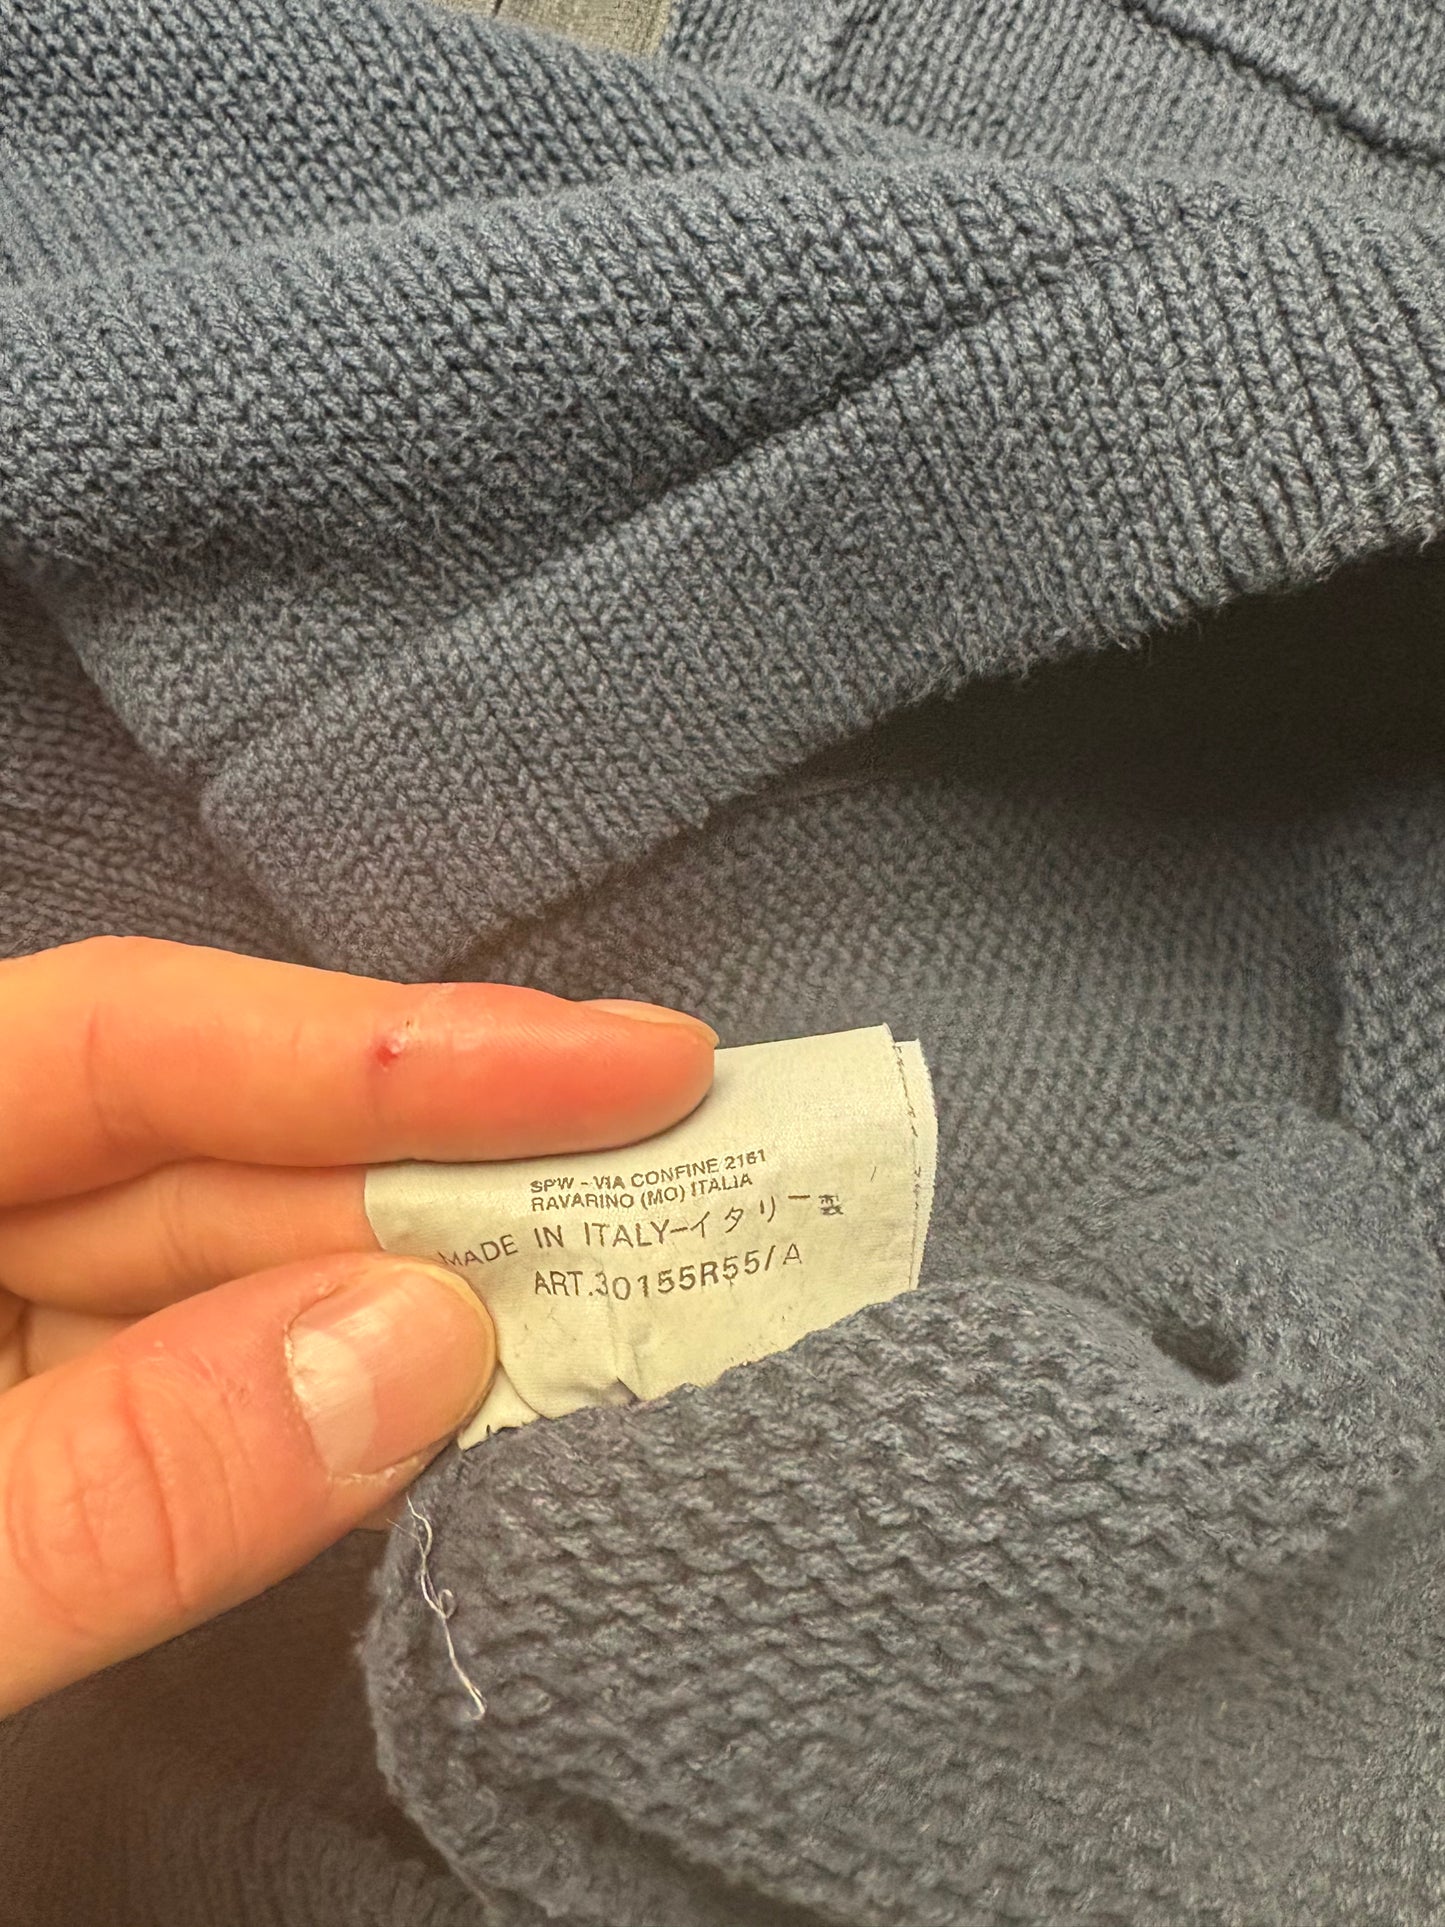 SPW - VIA CONFINE 2161
RAVARINO (MO) ITALIA
MADE IN ITALY-イタリー製
ART.30155R55/A